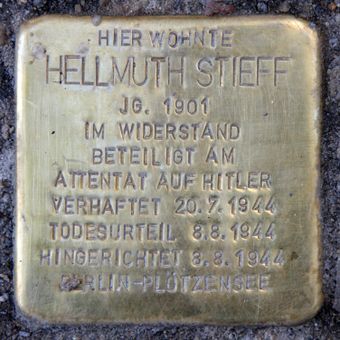 HIER WOHNTE
HELLMUTH STIEFF
JG. 1901
IM WIDERSTAND
BETEILIGT AM
ATTENTAT AUF HITLER
VERHAFTET 20.7.1944
TODESURTEIL 8.8.1944
HINGERICHTET 8.8.1944
BERLIN-PLÖTZENSEE